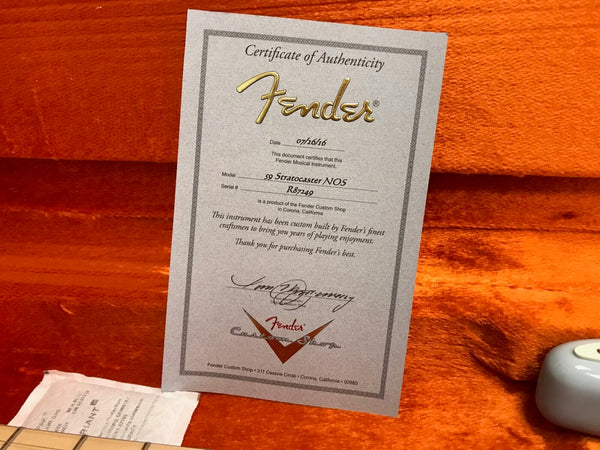 Certificate of Authenticity
Fender®
Date 07/26/16
This document certifies that this
Fender Musical Instrument,
Model 59 Stratocaster NOS
Serial # R87249
is a product of the Fender Custom Shop
in Corona, California.
This instrument has been custom built by Fender's finest
craftsmen to bring you years of playing enjoyment.
Thank you for purchasing Fender's best.
Fender
Custom Shop
Fender Custom Shop • 311 Cessna Circle • Corona, California • 92880